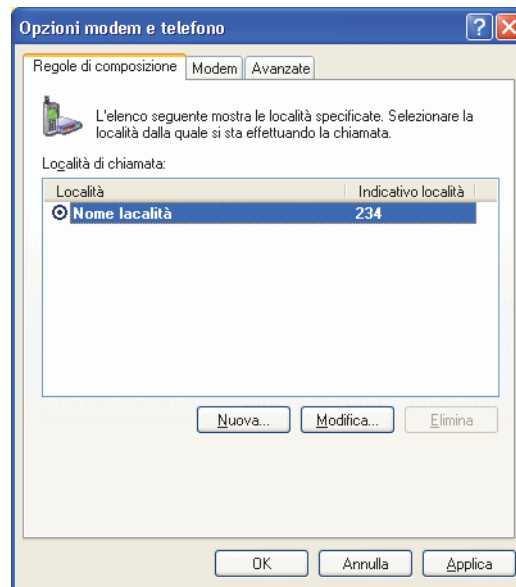 Opzioni modem e telefono
Regole di composizione Modem Avanzate
L'elenco seguente mostra le località specificate. Selezionare la
località dalla quale si sta effettuando la chiamata.
Località di chiamata:
Località Indicativo località
Nome lacalità 234
Nuova... Modifica... Elimina
OK Annulla Applica